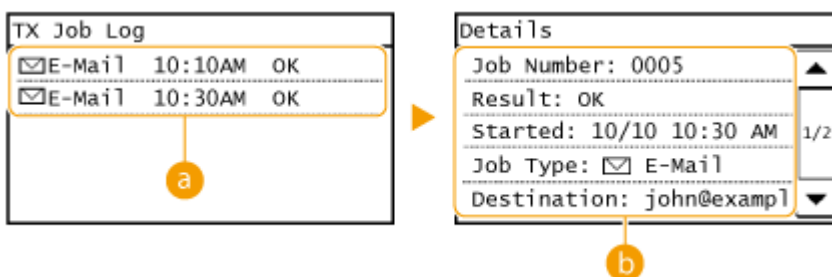 TX Job Log
E-Mail 10:10AM OK
E-Mail 10:30AM OK
a
Details
Job Number: 0005
Result: OK
Started: 10/10 10:30 AM
Job Type: E-Mail
Destination: john@exampl
1/2
b